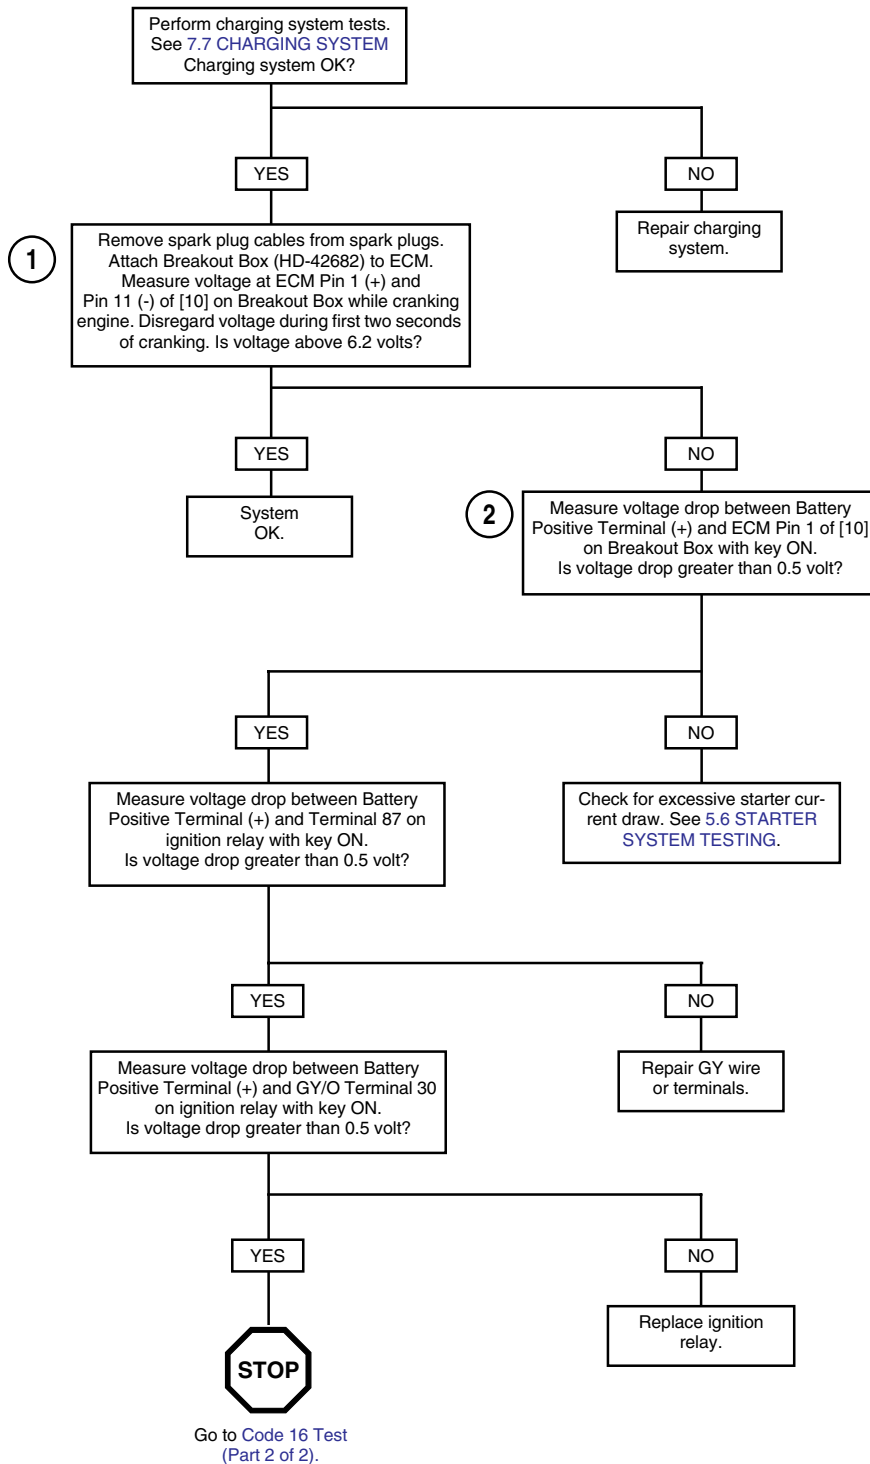 Perform charging system tests.
See 7.7 CHARGING SYSTEM
Charging system OK?
YES
NO
1
Remove spark plug cables from spark plugs.
Attach Breakout Box (HD-42682) to ECM.
Measure voltage at ECM Pin 1 (+) and
Pin 11 (-) of [10] on Breakout Box while cranking
engine. Disregard voltage during first two seconds
of cranking. Is voltage above 6.2 volts?
Repair charging
system.
YES
NO
System
OK.
2
Measure voltage drop between Battery
Positive Terminal (+) and ECM Pin 1 of [10]
on Breakout Box with key ON.
Is voltage drop greater than 0.5 volt?
YES
NO
Measure voltage drop between Battery
Positive Terminal (+) and Terminal 87 on
ignition relay with key ON.
Is voltage drop greater than 0.5 volt?
Check for excessive starter cur-
rent draw. See 5.6 STARTER
SYSTEM TESTING.
YES
NO
Measure voltage drop between Battery
Positive Terminal (+) and GY/O Terminal 30
on ignition relay with key ON.
Is voltage drop greater than 0.5 volt?
Repair GY wire
or terminals.
YES
NO
STOP
Replace ignition
relay.
Go to Code 16 Test
(Part 2 of 2).